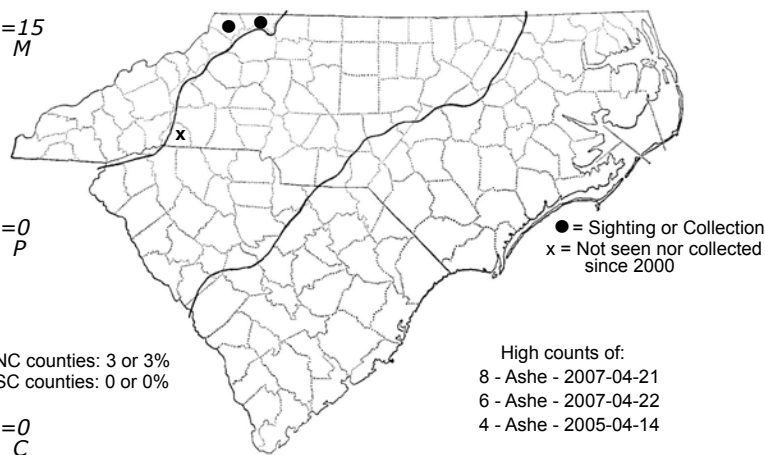 =15
M
x
=0
P
● = Sighting or Collection
x = Not seen nor collected
since 2000
NC counties: 3 or 3%
SC counties: 0 or 0%
High counts of:
8 - Ashe - 2007-04-21
6 - Ashe - 2007-04-22
4 - Ashe - 2005-04-14
=0
C